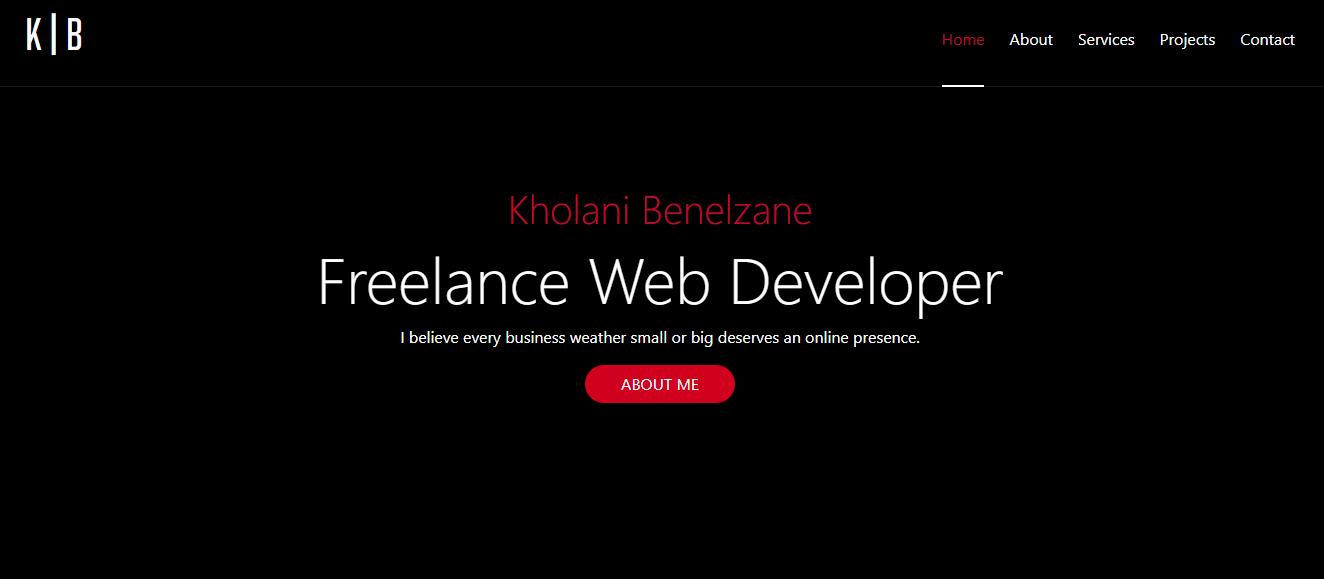 K|B
Home About Services Projects Contact
Kholani Benelzane
Freelance Web Developer
I believe every business weather small or big deserves an online presence.
ABOUT ME